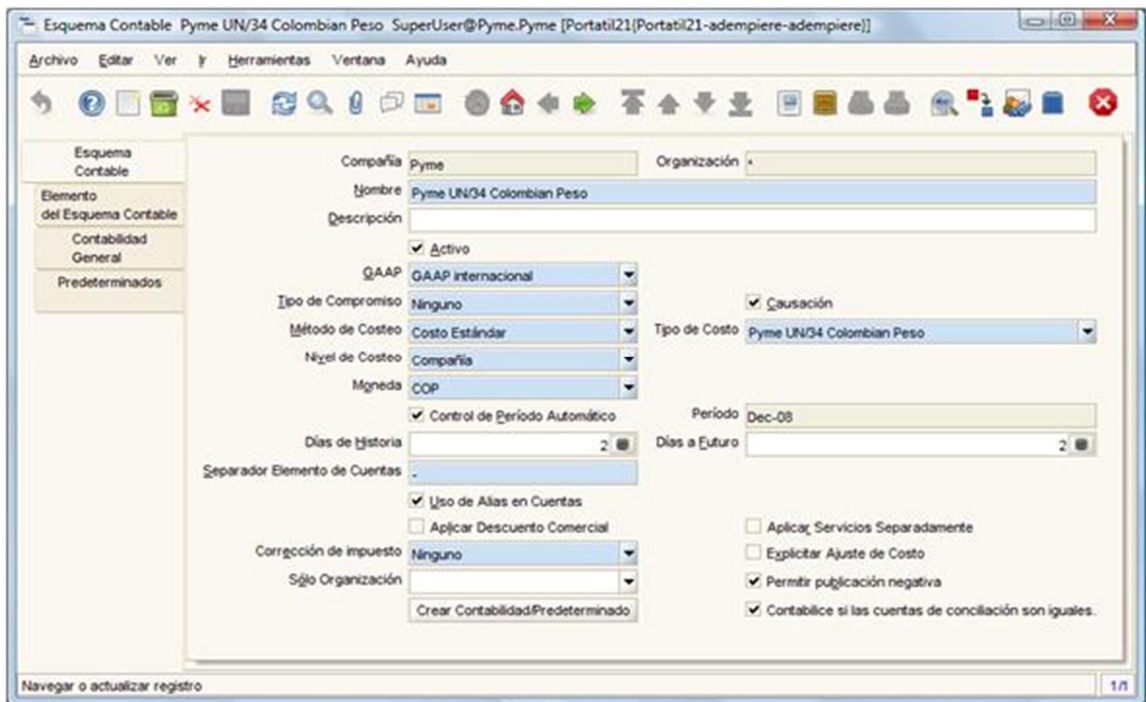 Esquema Contable Pyme UN/34 Colombian Peso SuperUser@Pyme.Pyme [Portatil21{Portatil21-adempiere-adempiere}]
Archivo Editar Ver Ir Herramientas Ventana Ayuda
Esquema
Contable
Elemento
del Esquema Contable
Contabilidad
General
Predeterminados
Compañía Pyme Organización *
Nombre Pyme UN/34 Colombian Peso
Descripción
Activo
GAAP GAAP internacional
Tipo de Compromiso Ninguno Causación
Método de Costeo Costo Estándar Tipo de Costo Pyme UN/34 Colombian Peso
Nivel de Costeo Compañía
Moneda COP
Control de Período Automático Período Dec-08
Días de Historia 2 Días a Futuro 2
Separador Elemento de Cuentas -
Uso de Alias en Cuentas
Aplicar Descuento Comercial Aplicar Servicios Separadamente
Corrección de impuesto Ninguno Explicitar Ajuste de Costo
Sólo Organización Permitir publicación negativa
Crear Contabilidad/Predeterminado Contabilice si las cuentas de conciliación son iguales.
Navegar o actualizar registro 1/1